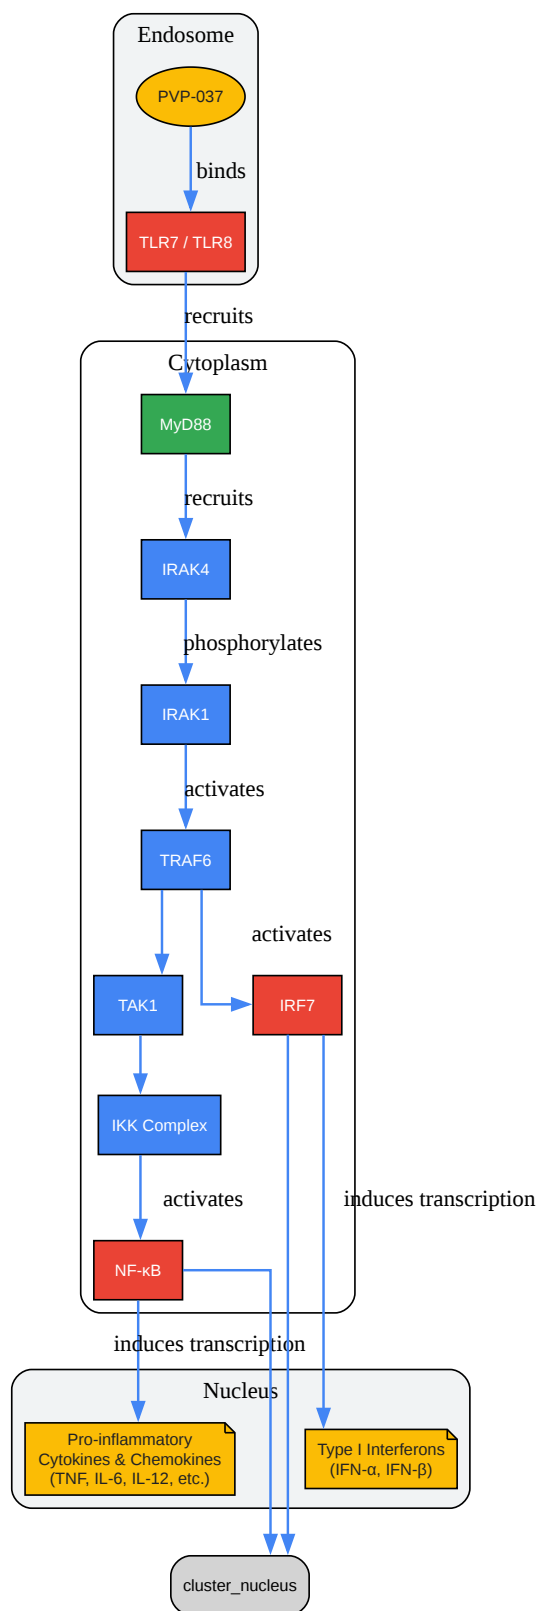 Endosome
PVP-037
binds
TLR7 / TLR8
recruits
Cytoplasm
MyD88
recruits
IRAK4
phosphorylates
IRAK1
activates
TRAF6
activates
TAK1
IRF7
IKK Complex
activates
induces transcription
NF-κB
induces transcription
Nucleus
Pro-inflammatory
Cytokines & Chemokines
(TNF, IL-6, IL-12, etc.)
Type I Interferons
(IFN-α, IFN-β)
cluster_nucleus